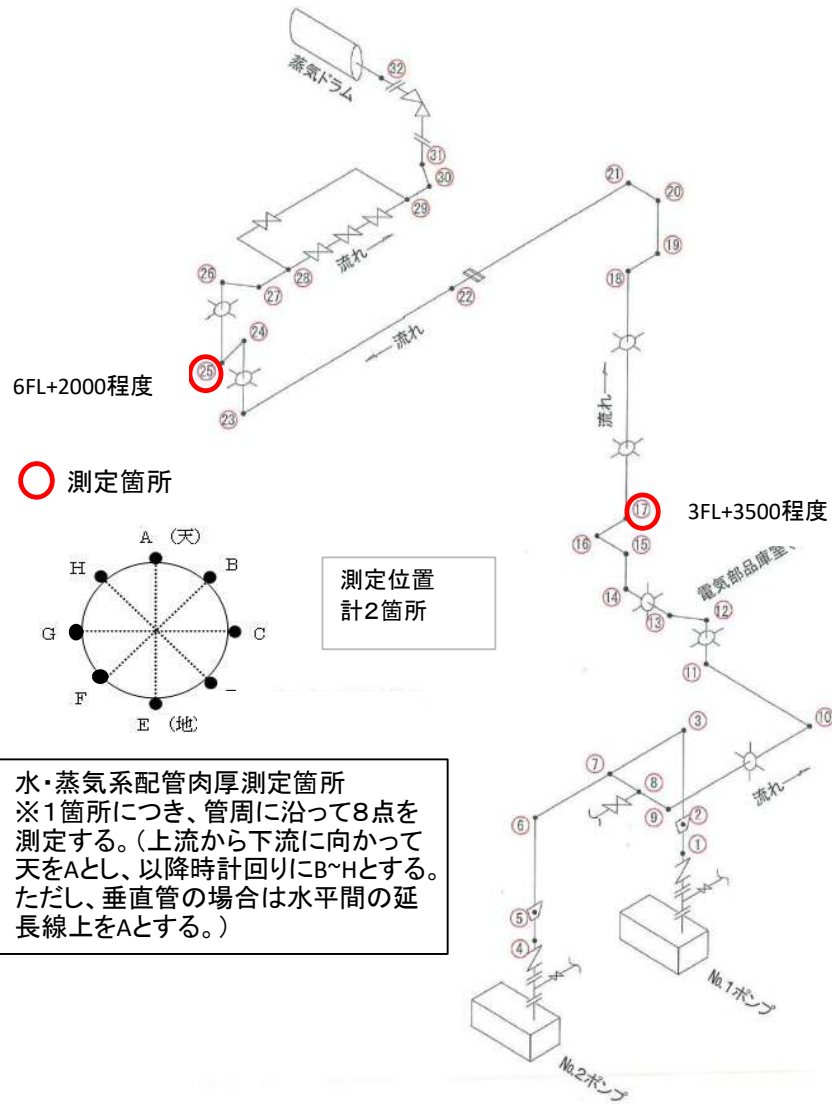 蒸気ドラム
㉜
㉛
㉚
㉙
㉑
⑳
⑲
⑱
流れ
㉘
㉗
㉖
㉒
流れ
㉔
㉕
㉓
6FL+2000程度
流れ
測定箇所
⑰
3FL+3500程度
⑯
⑮
A (天)
H
B
G
C
F
E (地)
測定位置
計2箇所
電気部品庫室
⑭
⑬
⑫
⑪
⑩
③
⑦
⑧
⑨
②
①
流れ
⑥
⑤
④
水・蒸気系配管肉厚測定箇所
※1箇所につき、管周に沿って8点を
測定する。(上流から下流に向かって
天をAとし、以降時計回りにB~Hとする。
ただし、垂直管の場合は水平間の延
長線上をAとする。)
No.1ポンプ
No.2ポンプ